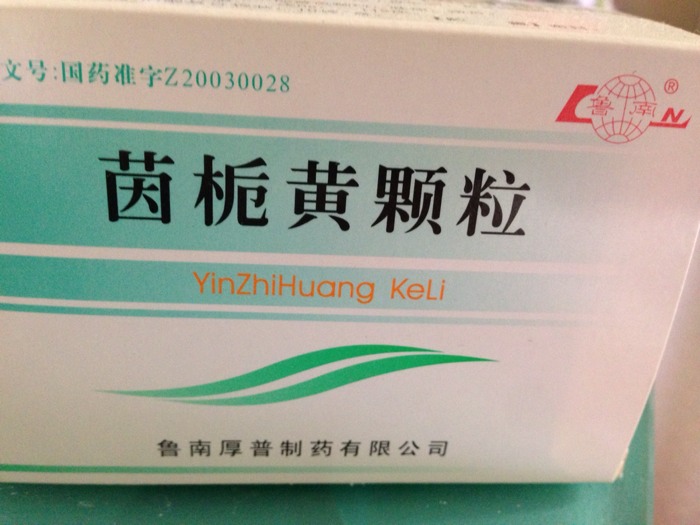 文号:国药准字Z20030028
鲁南
®
LN
茵栀黄颗粒
YinZhiHuang KeLi
鲁南厚普制药有限公司